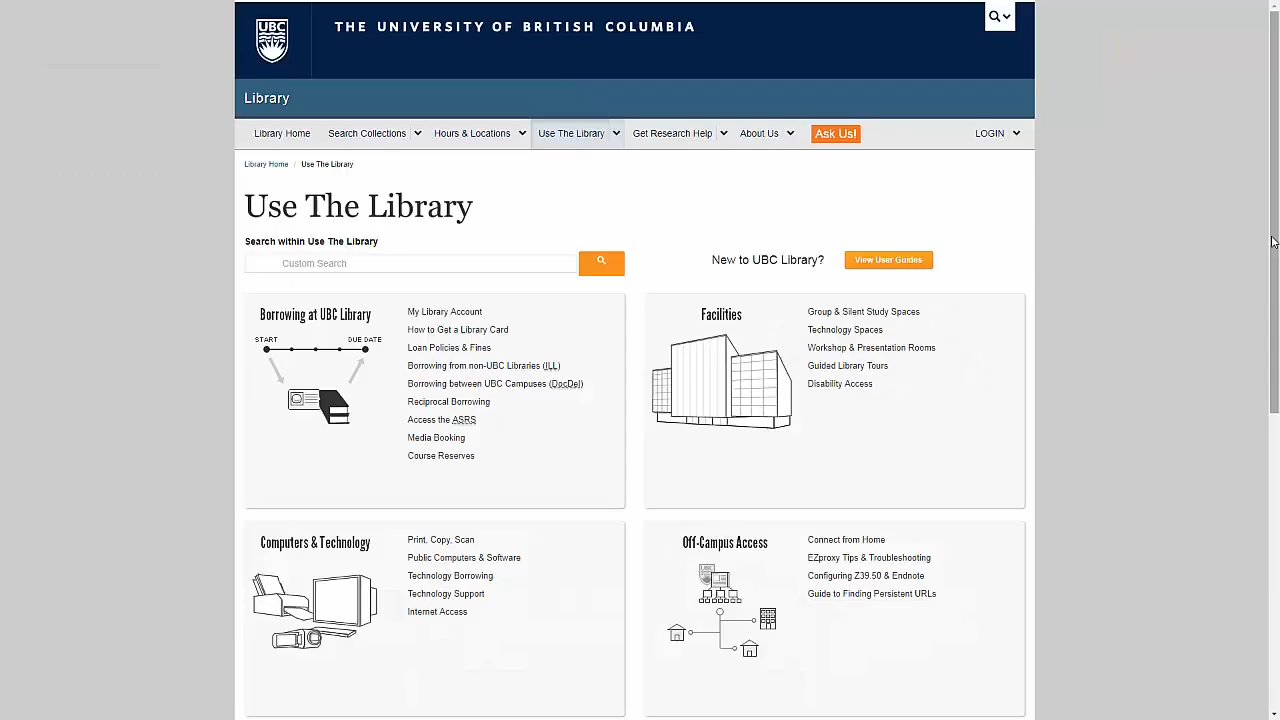 UBC
THE UNIVERSITY OF BRITISH COLUMBIA
Library
Library Home Search Collections Hours & Locations Use The Library Get Research Help About Us Ask Us! LOGIN
Library Home / Use The Library
Use The Library
Search within Use The Library
Custom Search
New to UBC Library? View User Guides
Borrowing at UBC Library
START DUE DATE
My Library Account
How to Get a Library Card
Loan Policies & Fines
Borrowing from non-UBC Libraries (ILL)
Borrowing between UBC Campuses (DocDel)
Reciprocal Borrowing
Access the ASRS
Media Booking
Course Reserves
Facilities
Group & Silent Study Spaces
Technology Spaces
Workshop & Presentation Rooms
Guided Library Tours
Disability Access
Computers & Technology
Print, Copy, Scan
Public Computers & Software
Technology Borrowing
Technology Support
Internet Access
Off-Campus Access
UBC
Connect from Home
EZproxy Tips & Troubleshooting
Configuring Z39.50 & Endnote
Guide to Finding Persistent URLs